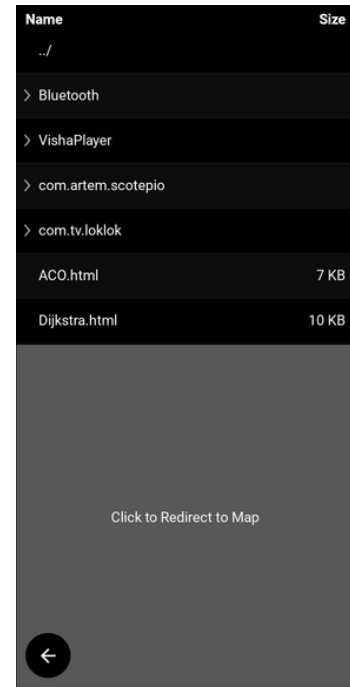 Name Size
../
Bluetooth
VishaPlayer
com.artem.scotepio
com.tv.loklok
ACO.html 7 KB
Dijkstra.html 10 KB
Click to Redirect to Map